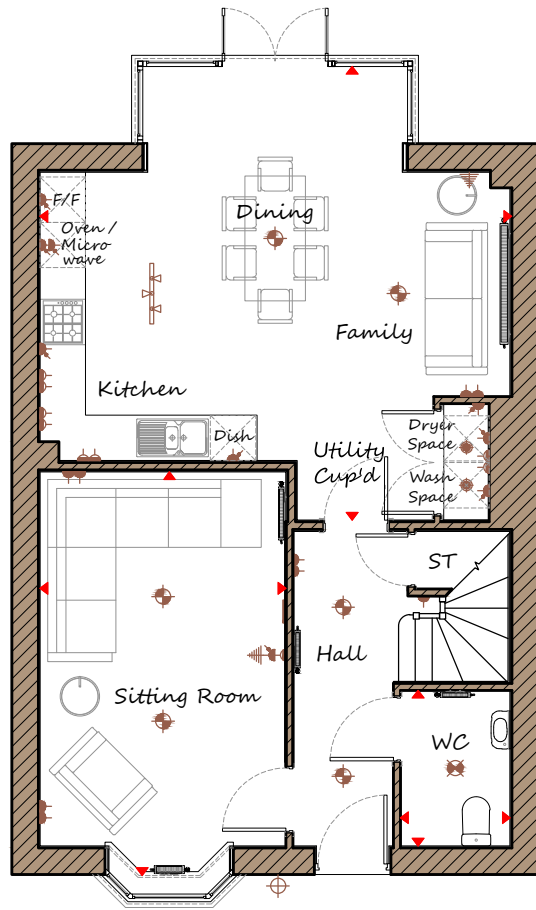 F/F
Oven /
Micro
wave
Dining
Family
Kitchen
Dish
Utility
Cup'd
Dryer
Space
Wash
Space
ST
Hall
Sitting Room
WC